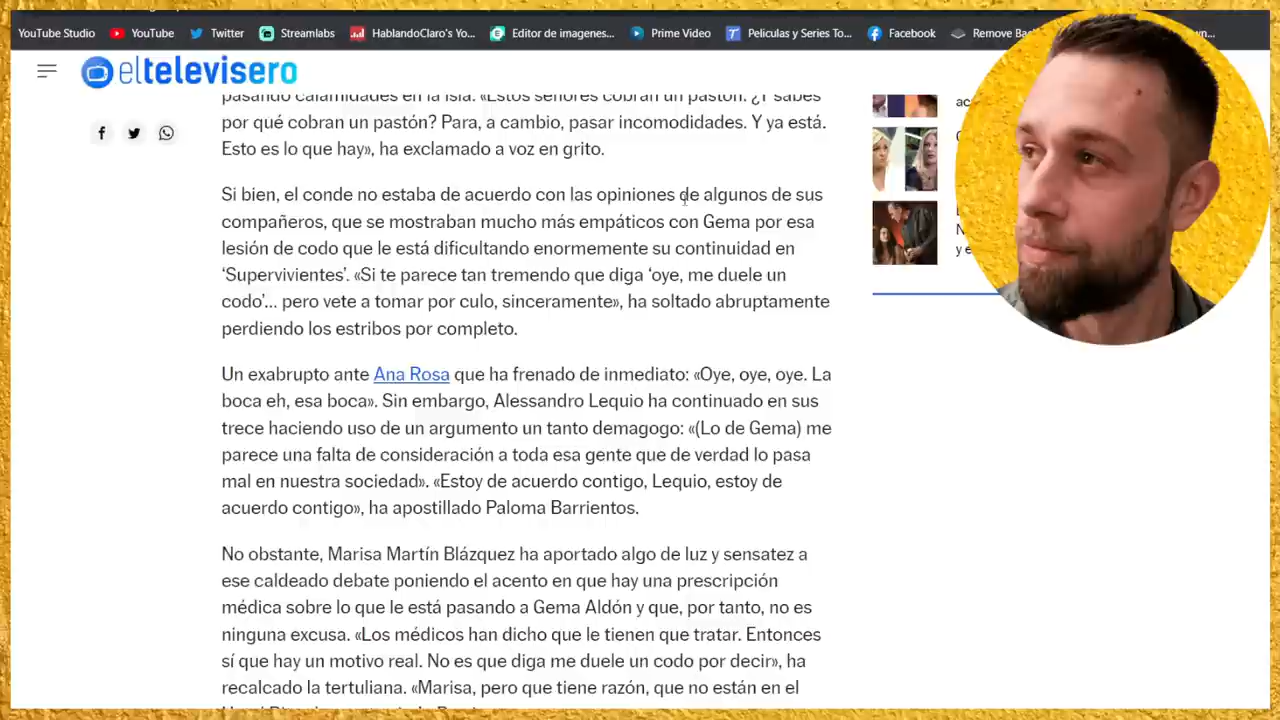 YouTube Studio YouTube Twitter Streamlabs HablandoClaro's Yo... Editor de imagenes... Prime Video Peliculas y Series To... Facebook Remove
eltelevisero
pasando calamidades en la isla. «Estos señores cobran un pastón. ¿Y sabes
por qué cobran un pastón? Para, a cambio, pasar incomodidades. Y ya está.
Esto es lo que hay», ha exclamado a voz en grito.
Si bien, el conde no estaba de acuerdo con las opiniones de algunos de sus
compañeros, que se mostraban mucho más empáticos con Gema por esa
lesión de codo que le está dificultando enormemente su continuidad en
‘Supervivientes’. «Si te parece tan tremendo que diga ‘oye, me duele un
codo’... pero vete a tomar por culo, sinceramente», ha soltado abruptamente
perdiendo los estribos por completo.
Un exabrupto ante Ana Rosa que ha frenado de inmediato: «Oye, oye, oye. La
boca eh, esa boca». Sin embargo, Alessandro Lequio ha continuado en sus
trece haciendo uso de un argumento un tanto demagogo: «(Lo de Gema) me
parece una falta de consideración a toda esa gente que de verdad lo pasa
mal en nuestra sociedad». «Estoy de acuerdo contigo, Lequio, estoy de
acuerdo contigo», ha apostillado Paloma Barrientos.
No obstante, Marisa Martín Blázquez ha aportado algo de luz y sensatez a
ese caldeado debate poniendo el acento en que hay una prescripción
médica sobre lo que le está pasando a Gema Aldón y que, por tanto, no es
ninguna excusa. «Los médicos han dicho que le tienen que tratar. Entonces
sí que hay un motivo real. No es que diga me duele un codo por decir», ha
recalcado la tertuliana. «Marisa, pero que tiene razón, que no están en el